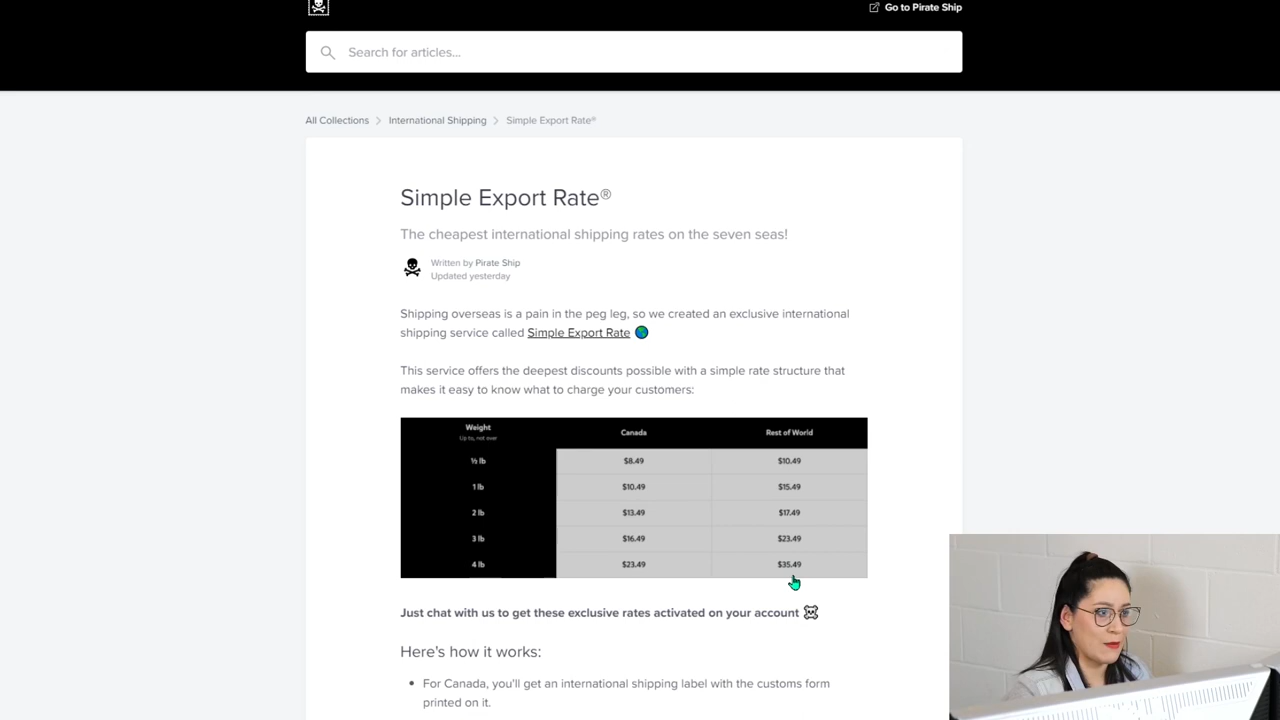 Go to Pirate Ship
Search for articles...
All Collections > International Shipping > Simple Export Rate®
Simple Export Rate®
The cheapest international shipping rates on the seven seas!
Written by Pirate Ship
Updated yesterday
Shipping overseas is a pain in the peg leg, so we created an exclusive international
shipping service called Simple Export Rate
This service offers the deepest discounts possible with a simple rate structure that
makes it easy to know what to charge your customers:
Weight Canada Rest of World
Up to, not over
½ lb $8.49 $10.49
1 lb $10.49 $15.49
2 lb $13.49 $17.49
3 lb $16.49 $23.49
4 lb $23.49 $35.49
Just chat with us to get these exclusive rates activated on your account
Here's how it works:
• For Canada, you'll get an international shipping label with the customs form
printed on it.